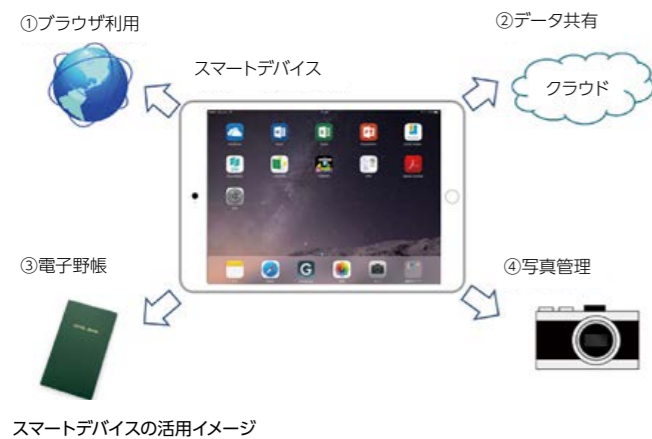 ①ブラウザ利用
②データ共有
スマートデバイス
クラウド
③電子野帳
④写真管理
スマートデバイスの活用イメージ